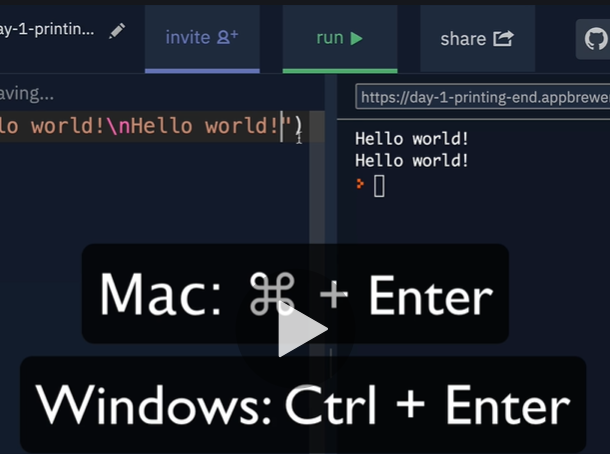 ay-1-printin...
invite
run
share
aving...
https://day-1-printing-end.appbrewer
lo world!\nHello world!")
Hello world!
Hello world!
Mac: ⌘ + Enter
Windows: Ctrl + Enter